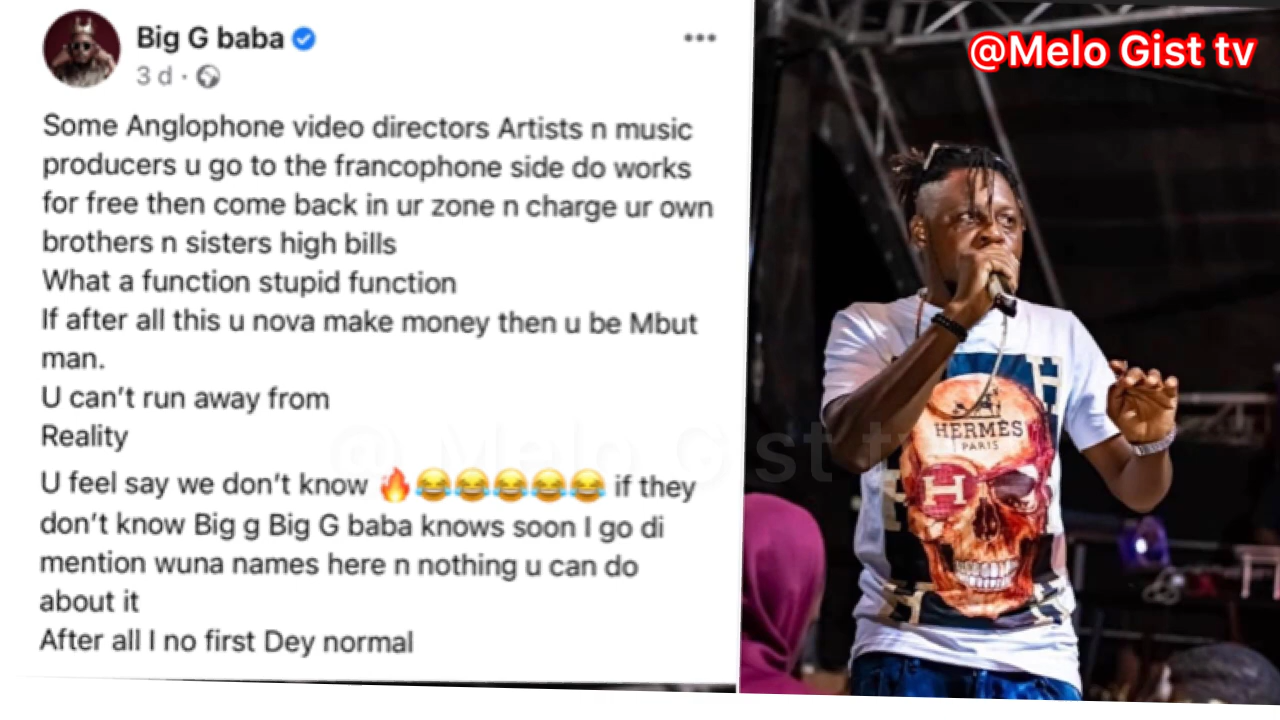 Big G baba
3 d
Some Anglophone video directors Artists n music
producers u go to the francophone side do works
for free then come back in ur zone n charge ur own
brothers n sisters high bills
What a function stupid function
If after all this u nova make money then u be Mbut
man.
U can’t run away from
Reality
U feel say we don’t know 🔥😂😂😂😂😂 if they
don’t know Big g Big G baba knows soon I go di
mention wuna names here n nothing u can do
about it
After all I no first Dey normal
@ Melo Gist tv
@Melo Gist tv
H
HERMÈS
PARIS
H